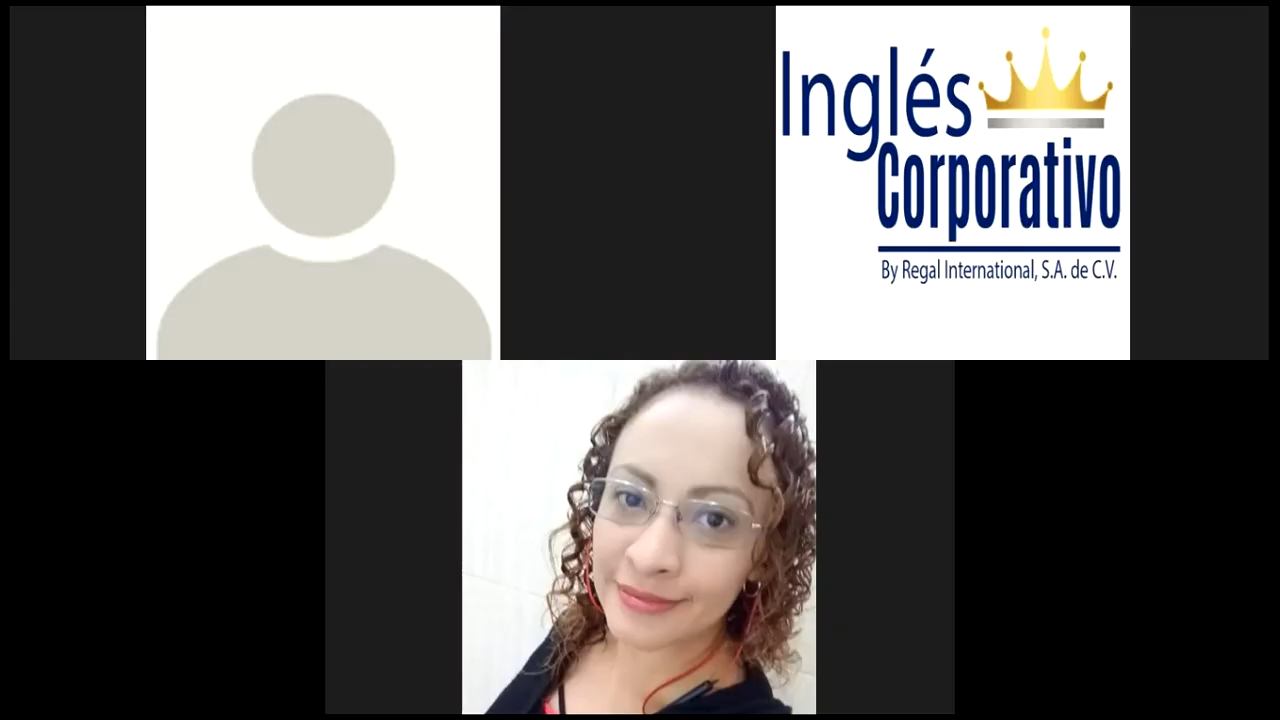 Inglés
Corporativo
By Regal International, S.A. de C.V.